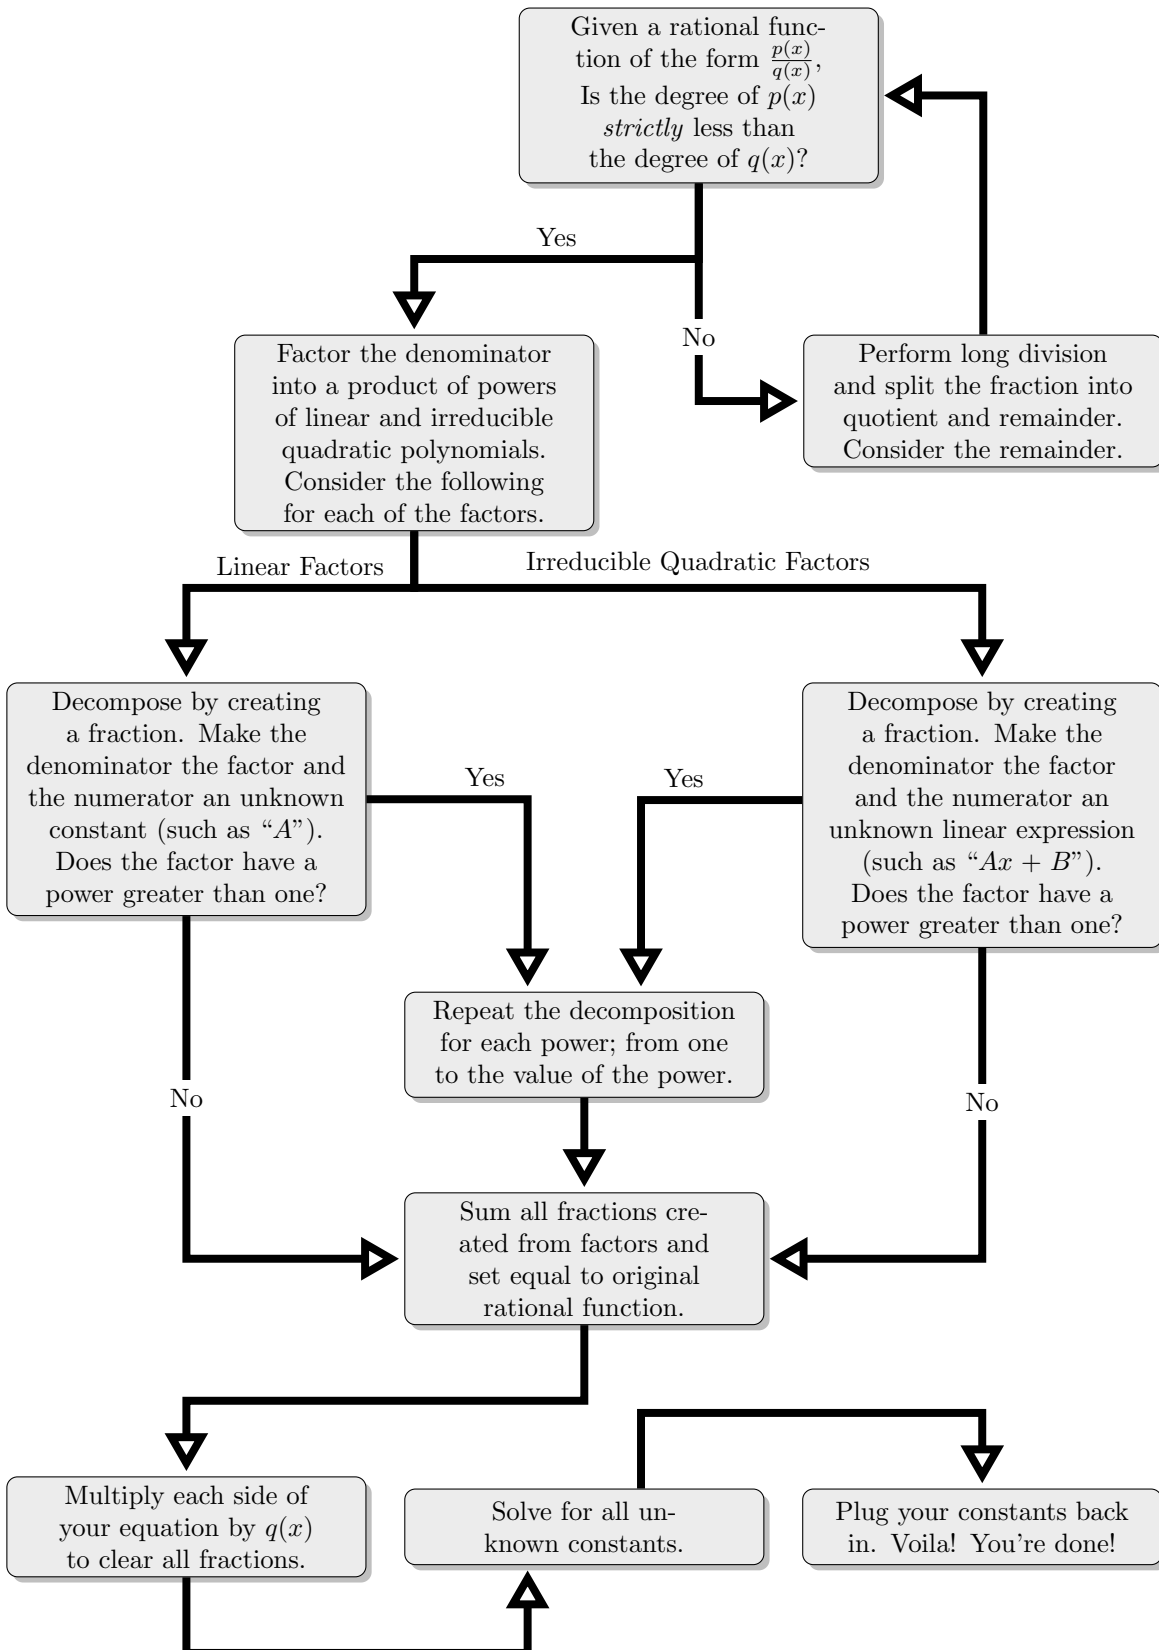 Given a rational func-
tion of the form p(x)/q(x),
Is the degree of p(x)
strictly less than
the degree of q(x)?
Yes
No
Factor the denominator
into a product of powers
of linear and irreducible
quadratic polynomials.
Consider the following
for each of the factors.
Perform long division
and split the fraction into
quotient and remainder.
Consider the remainder.
Linear Factors
Irreducible Quadratic Factors
Decompose by creating
a fraction. Make the
denominator the factor and
the numerator an unknown
constant (such as “A”).
Does the factor have a
power greater than one?
Yes
Yes
Decompose by creating
a fraction. Make the
denominator the factor
and the numerator an
unknown linear expression
(such as “Ax + B”).
Does the factor have a
power greater than one?
Repeat the decomposition
for each power; from one
to the value of the power.
No
No
Sum all fractions cre-
ated from factors and
set equal to original
rational function.
Multiply each side of
your equation by q(x)
to clear all fractions.
Solve for all un-
known constants.
Plug your constants back
in. Voila! You're done!